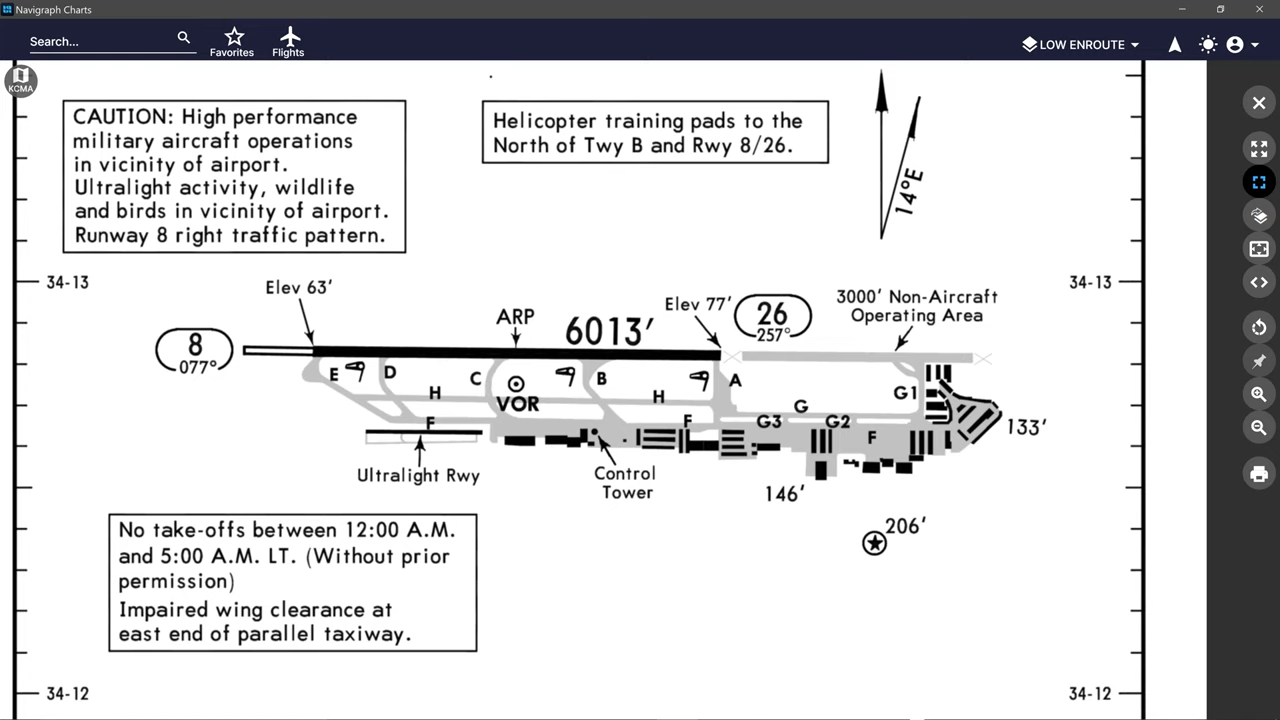 Navigraph Charts
Search...
Favorites
Flights
LOW ENROUTE
KCMA
CAUTION: High performance
military aircraft operations
in vicinity of airport.
Ultralight activity, wildlife
and birds in vicinity of airport.
Runway 8 right traffic pattern.
Helicopter training pads to the
North of Twy B and Rwy 8/26.
14°E
34-13
34-13
Elev 63'
ARP
6013'
Elev 77'
26
257°
3000' Non-Aircraft
Operating Area
8
077°
E
D
C
B
A
H
H
VOR
G1
G
G3
G2
F
F
F
133'
Ultralight Rwy
Control
Tower
146'
206'
No take-offs between 12:00 A.M.
and 5:00 A.M. LT. (Without prior
permission)
Impaired wing clearance at
east end of parallel taxiway.
34-12
34-12